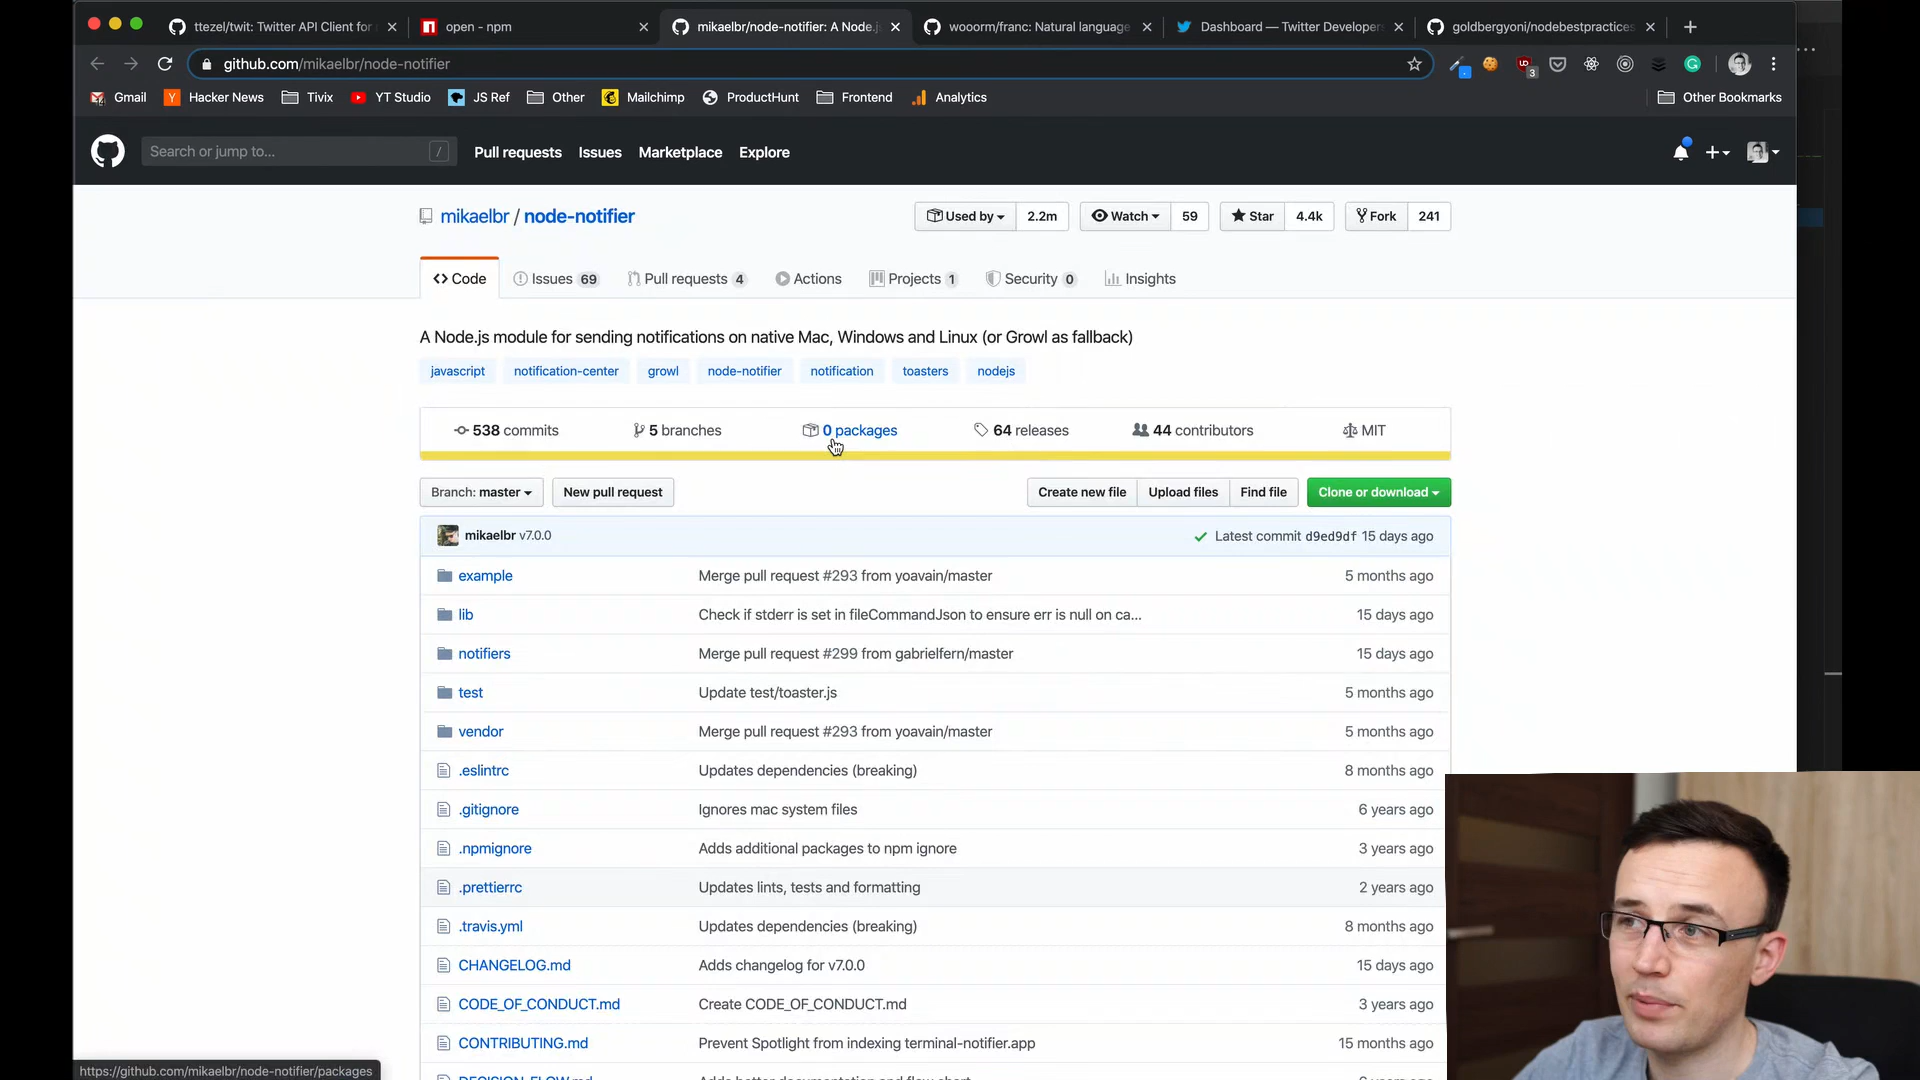 ttezel/twit: Twitter API Client for
open - npm
mikaelbr/node-notifier: A Node.j
wooorm/franc: Natural language
Dashboard — Twitter Developers
goldbergyoni/nodebestpractices
github.com/mikaelbr/node-notifier
Gmail
Hacker News
Tivix
YT Studio
JS Ref
Other
Mailchimp
ProductHunt
Frontend
Analytics
Other Bookmarks
Search or jump to...
/
Pull requests
Issues
Marketplace
Explore
mikaelbr / node-notifier
Used by 2.2m
Watch 59
Star 4.4k
Fork 241
Code
Issues 69
Pull requests 4
Actions
Projects 1
Security 0
Insights
A Node.js module for sending notifications on native Mac, Windows and Linux (or Growl as fallback)
javascript notification-center growl node-notifier notification toasters nodejs
538 commits
5 branches
0 packages
64 releases
44 contributors
MIT
Branch: master
New pull request
Create new file
Upload files
Find file
Clone or download
mikaelbr v7.0.0
Latest commit d9ed9df 15 days ago
example Merge pull request #293 from yoavain/master 5 months ago
lib Check if stderr is set in fileCommandJson to ensure err is null on ca... 15 days ago
notifiers Merge pull request #299 from gabrielfern/master 15 days ago
test Update test/toaster.js 5 months ago
vendor Merge pull request #293 from yoavain/master 5 months ago
.eslintrc Updates dependencies (breaking) 8 months ago
.gitignore Ignores mac system files 6 years ago
.npmignore Adds additional packages to npm ignore 3 years ago
.prettierrc Updates lints, tests and formatting 2 years ago
.travis.yml Updates dependencies (breaking) 8 months ago
CHANGELOG.md Adds changelog for v7.0.0 15 days ago
CODE_OF_CONDUCT.md Create CODE_OF_CONDUCT.md 3 years ago
CONTRIBUTING.md Prevent Spotlight from indexing terminal-notifier.app 15 months ago
https://github.com/mikaelbr/node-notifier/packages